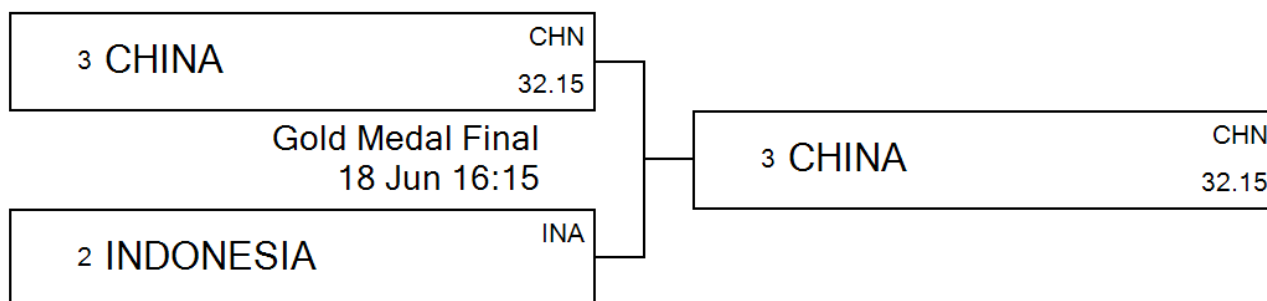 3 CHINA CHN
32.15
Gold Medal Final
18 Jun 16:15
2 INDONESIA INA
3 CHINA CHN
32.15